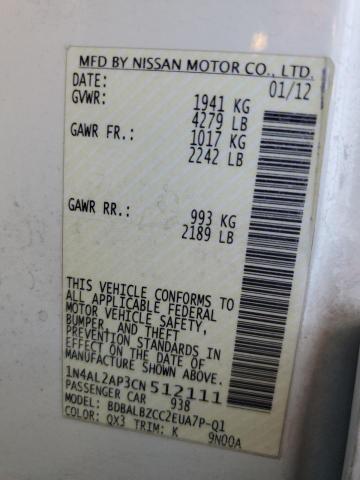 MFD BY NISSAN MOTOR CO., LTD.
DATE: 01/12
GVWR: 1941 KG
4279 LB
GAWR FR.: 1017 KG
2242 LB
GAWR RR.: 993 KG
2189 LB
THIS VEHICLE CONFORMS TO
ALL APPLICABLE FEDERAL
MOTOR VEHICLE SAFETY,
BUMPER, AND THEFT
PREVENTION STANDARDS IN
EFFECT ON THE DATE OF
MANUFACTURE SHOWN ABOVE.
1N4AL2AP3CN512111
PASSENGER CAR 938
MODEL: BDBALBZCC2EUA7P-Q1
COLOR: QX3 TRIM: K 9N00A